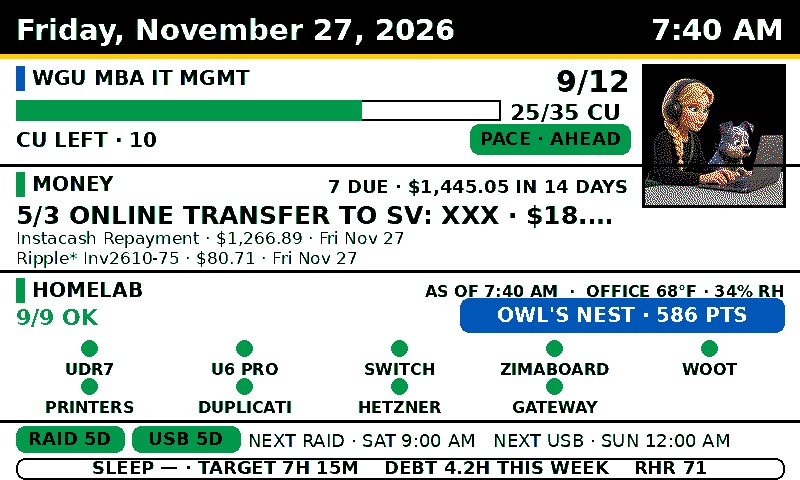 Friday, November 27, 2026 7:40 AM
WGU MBA IT MGMT 9/12
25/35 CU
CU LEFT · 10 PACE · AHEAD
MONEY 7 DUE · $1,445.05 IN 14 DAYS
5/3 ONLINE TRANSFER TO SV: XXX · $18....
Instacash Repayment · $1,266.89 · Fri Nov 27
Ripple* Inv2610-75 · $80.71 · Fri Nov 27
HOMELAB AS OF 7:40 AM · OFFICE 68°F · 34% RH
9/9 OK OWL'S NEST · 586 PTS
UDR7 U6 PRO SWITCH ZIMABOARD WOOT
PRINTERS DUPLICATI HETZNER GATEWAY
RAID 5D USB 5D NEXT RAID · SAT 9:00 AM NEXT USB · SUN 12:00 AM
SLEEP — · TARGET 7H 15M DEBT 4.2H THIS WEEK RHR 71